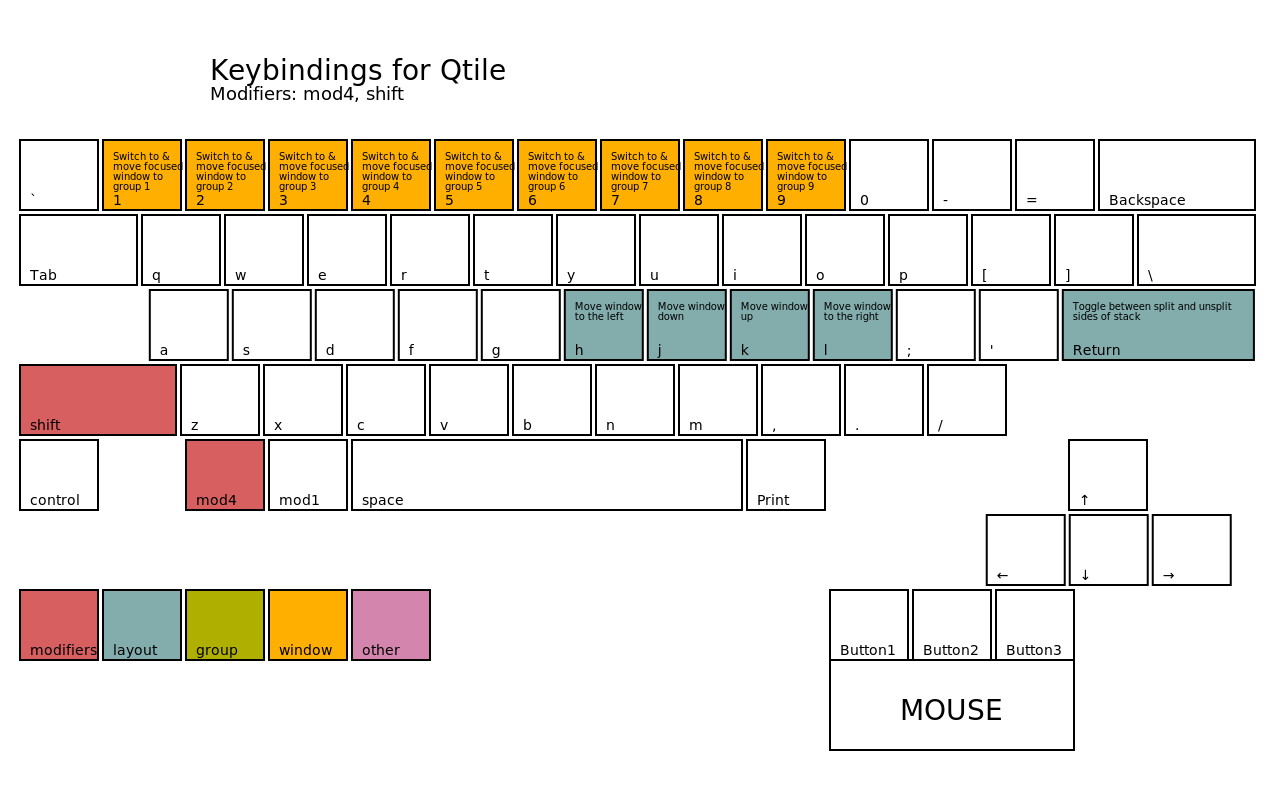 Keybindings for Qtile
Modifiers: mod4, shift
`
Switch to &
move focused
window to
group 1
1
Switch to &
move focused
window to
group 2
2
Switch to &
move focused
window to
group 3
3
Switch to &
move focused
window to
group 4
4
Switch to &
move focused
window to
group 5
5
Switch to &
move focused
window to
group 6
6
Switch to &
move focused
window to
group 7
7
Switch to &
move focused
window to
group 8
8
Switch to &
move focused
window to
group 9
9
0
-
=
Backspace
Tab
q
w
e
r
t
y
u
i
o
p
[
]
\
a
s
d
f
g
Move window
to the left
h
Move window
down
j
Move window
up
k
Move window
to the right
l
;
'
Toggle between split and unsplit
sides of stack
Return
shift
z
x
c
v
b
n
m
,
.
/
control
mod4
mod1
space
Print
↑
←
↓
→
modifiers
layout
group
window
other
Button1
Button2
Button3
MOUSE